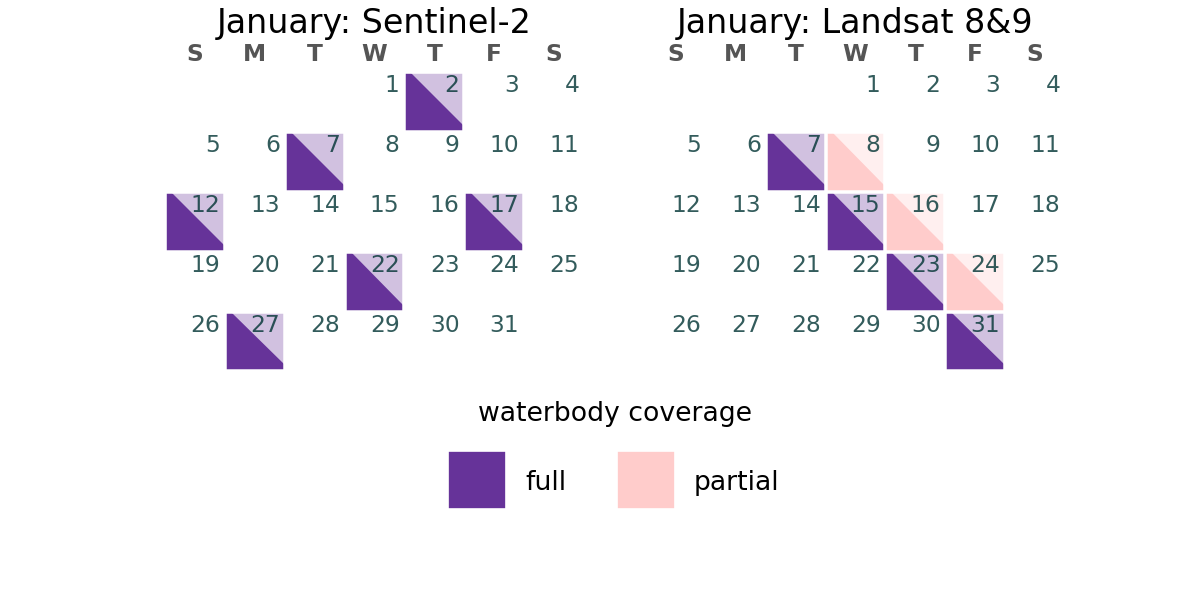 January: Sentinel-2
S M T W T F S
1 2 3 4
5 6 7 8 9 10 11
12 13 14 15 16 17 18
19 20 21 22 23 24 25
26 27 28 29 30 31
January: Landsat 8&9
S M T W T F S
1 2 3 4
5 6 7 8 9 10 11
12 13 14 15 16 17 18
19 20 21 22 23 24 25
26 27 28 29 30 31
waterbody coverage
full partial